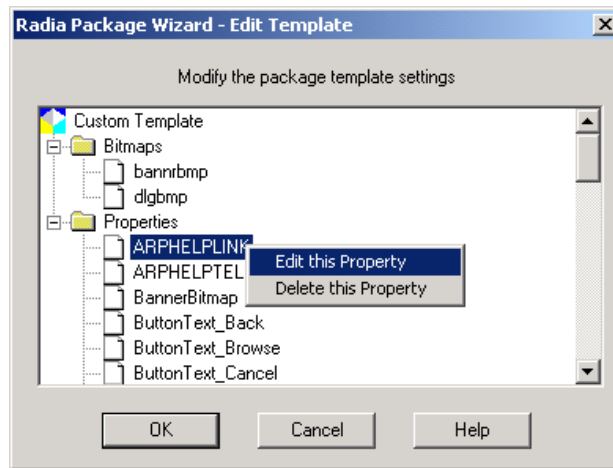 Radia Package Wizard - Edit Template
Modify the package template settings
Custom Template
Bitmaps
bannrbmp
dlgbmp
Properties
ARPHELPLINK
Edit this Property
ARPHELPTEL
Delete this Property
BannerBitmap
ButtonText_Back
ButtonText_Browse
ButtonText_Cancel
OK
Cancel
Help